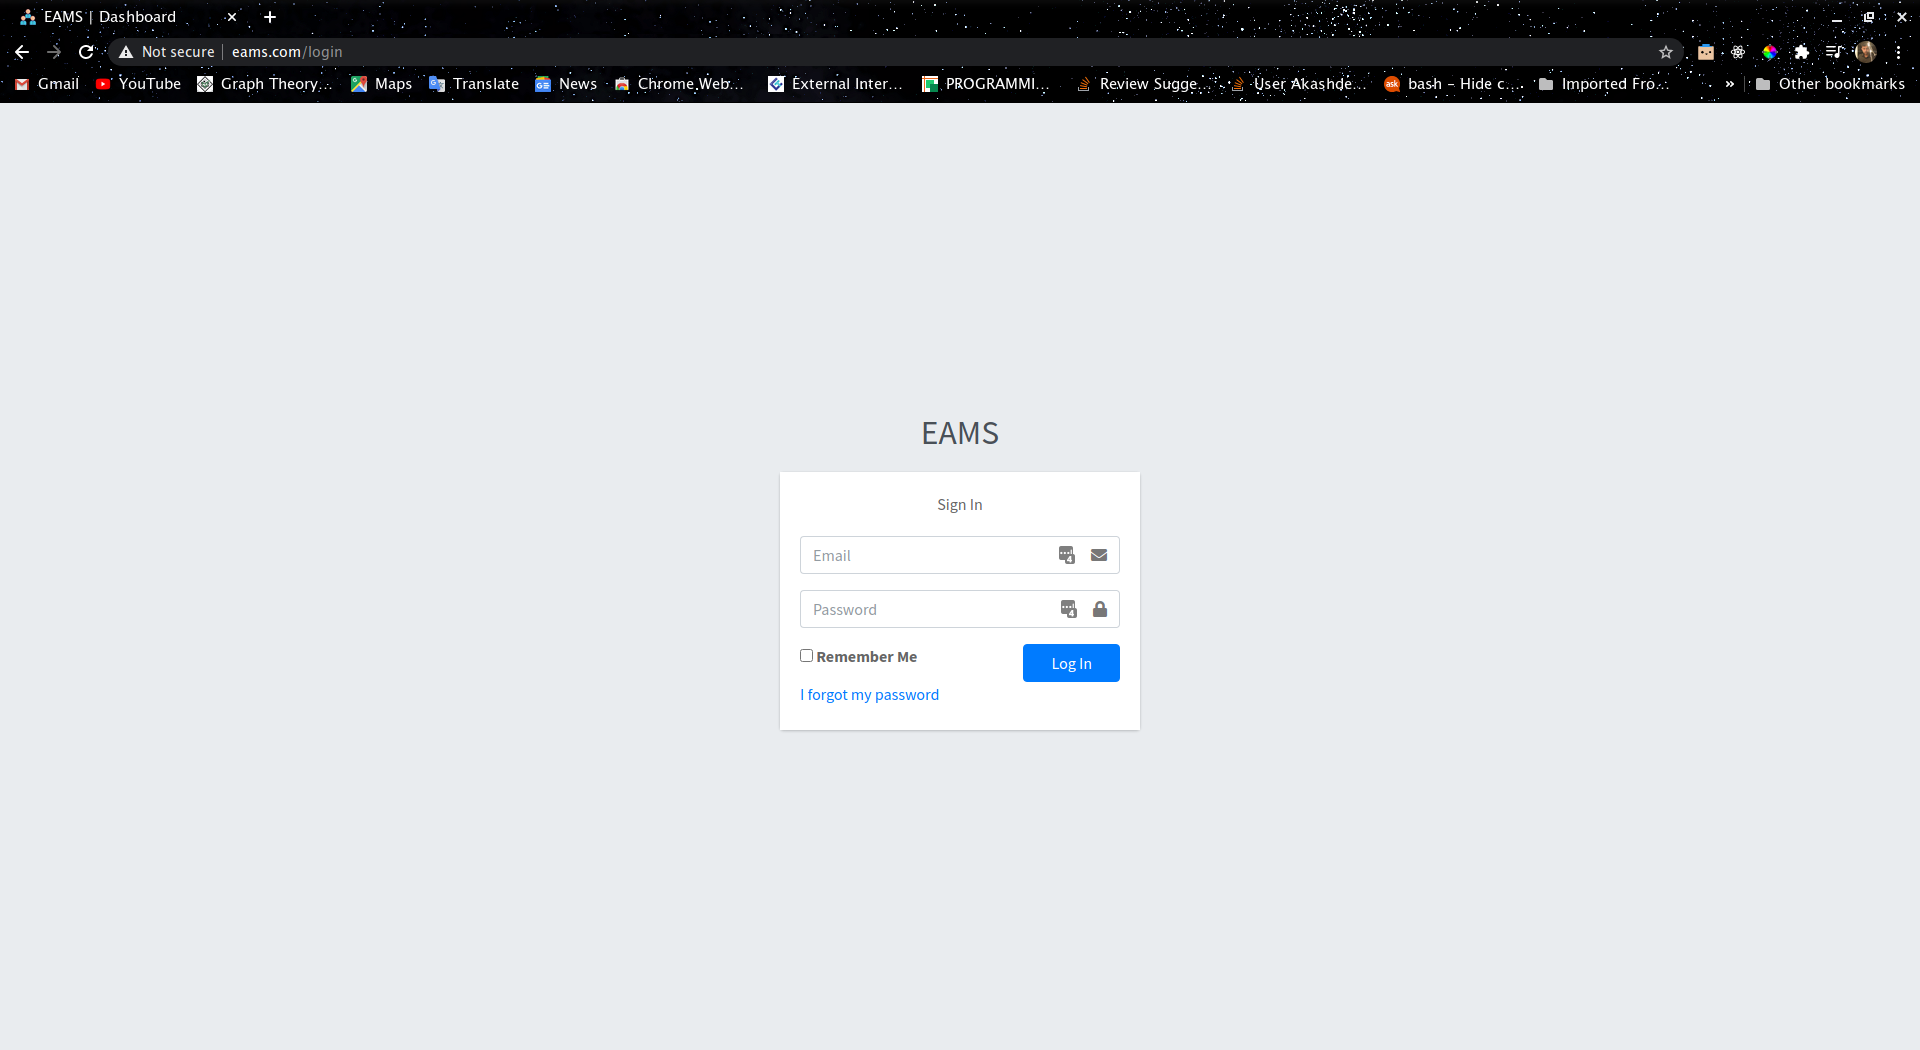 EAMS | Dashboard
Not secure | eams.com/login
Gmail YouTube Graph Theory... Maps Translate News Chrome Web... External Inter... PROGRAMMI... Review Sugge... User Akashde... bash - Hide c... Imported Fro... » Other bookmarks
EAMS
Sign In
Email
Password
Remember Me
Log In
I forgot my password